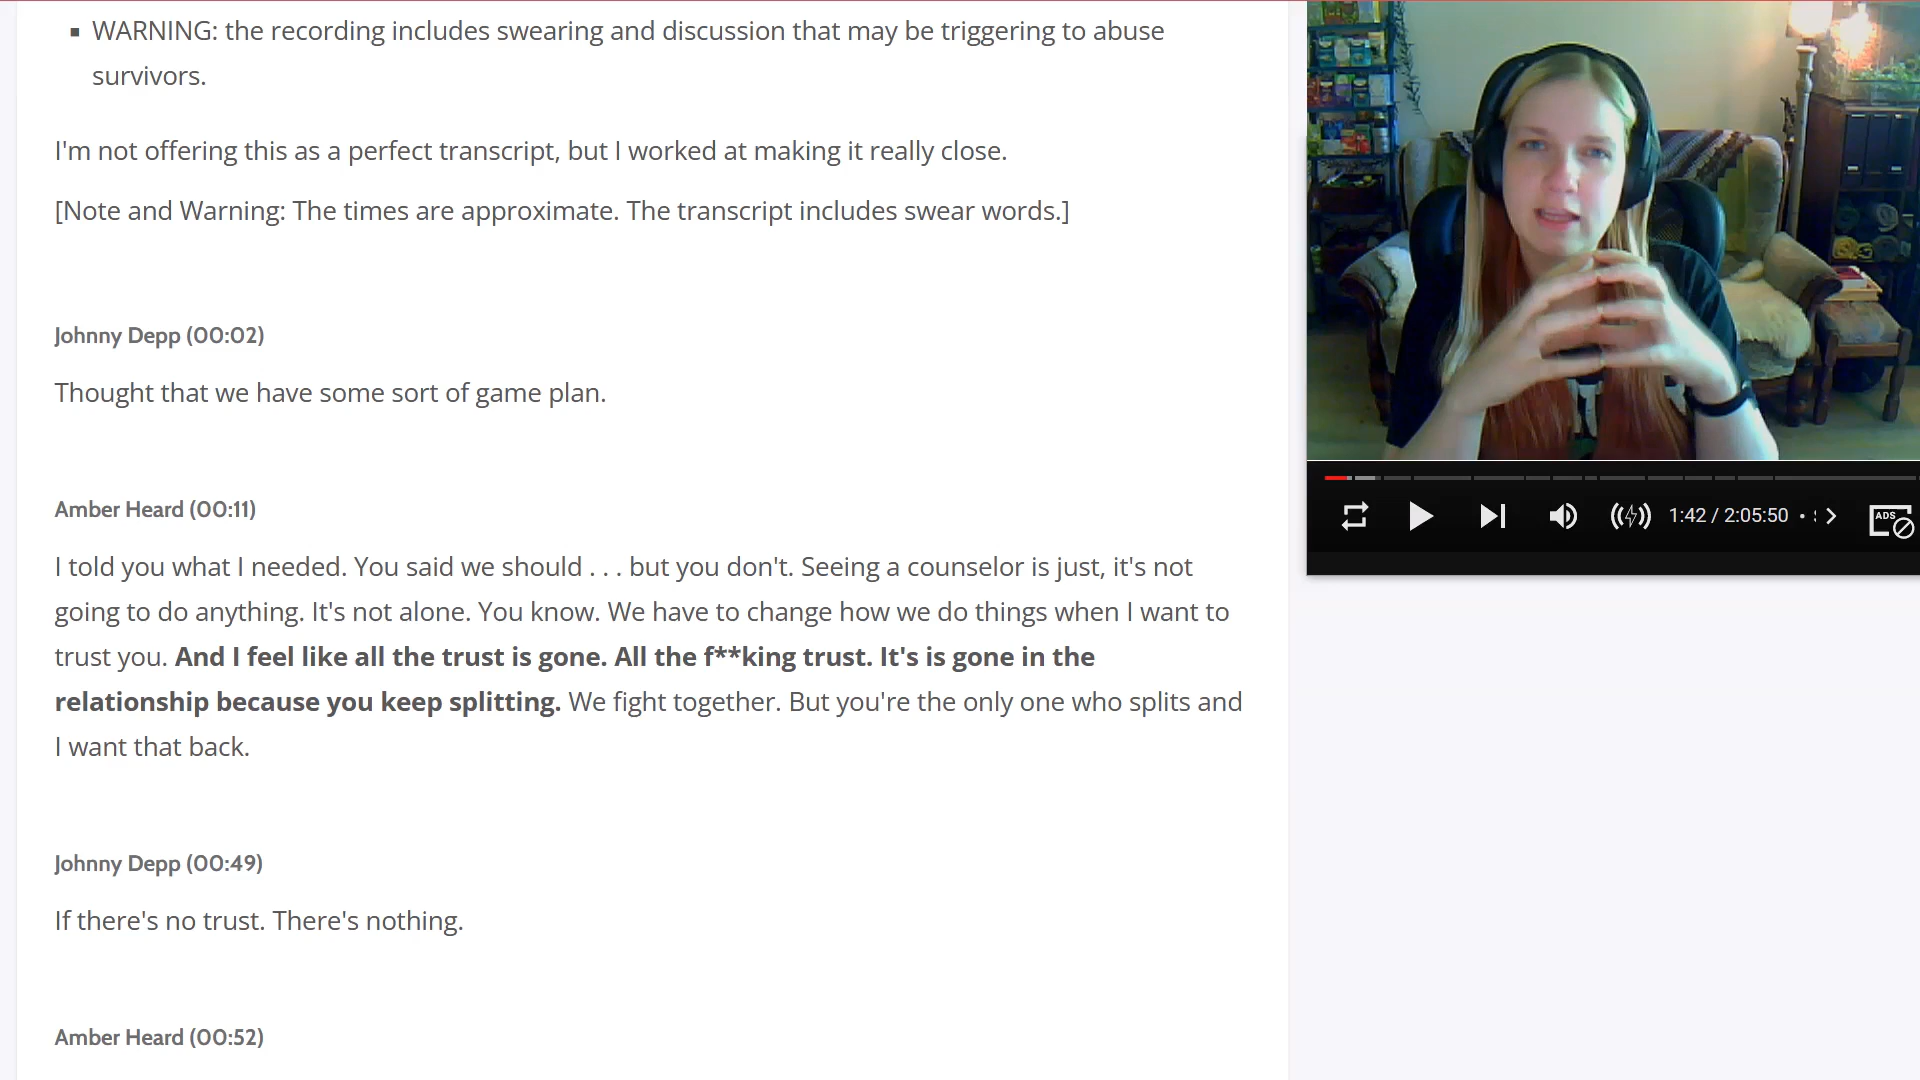 WARNING: the recording includes swearing and discussion that may be triggering to abuse
survivors.
I'm not offering this as a perfect transcript, but I worked at making it really close.
[Note and Warning: The times are approximate. The transcript includes swear words.]
Johnny Depp (00:02)
Thought that we have some sort of game plan.
Amber Heard (00:11)
I told you what I needed. You said we should . . . but you don't. Seeing a counselor is just, it's not
going to do anything. It's not alone. You know. We have to change how we do things when I want to
trust you. And I feel like all the trust is gone. All the f**king trust. It's is gone in the
relationship because you keep splitting. We fight together. But you're the only one who splits and
I want that back.
Johnny Depp (00:49)
If there's no trust. There's nothing.
Amber Heard (00:52)
1:42 / 2:05:50
ADS